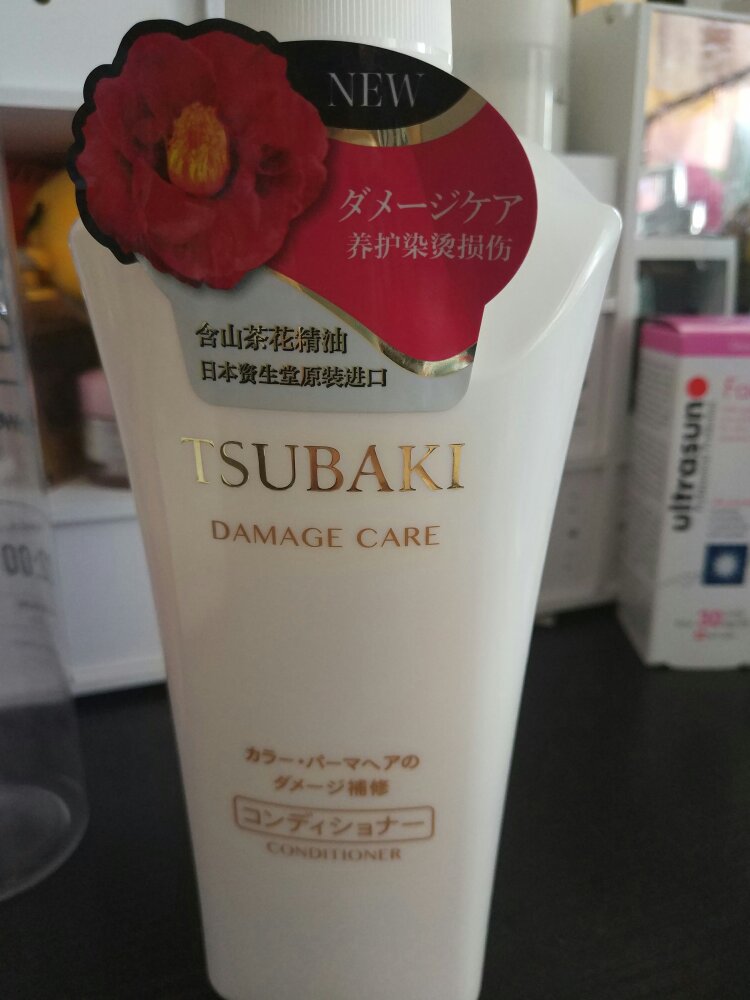 NEW
ダメージケア
养护染烫损伤
含山茶花精油
日本资生堂原装进口
TSUBAKI
DAMAGE CARE
カラー・パーマヘアの
ダメージ補修
コンディショナー
CONDITIONER
ultrasun